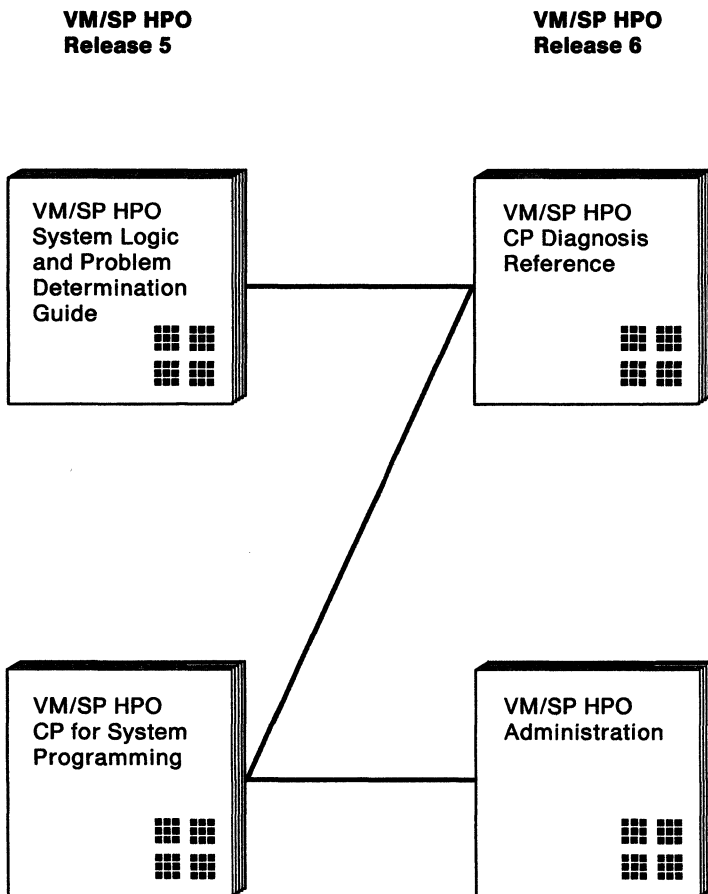 VM/SP HPO
Release 5
VM/SP HPO
Release 6
VM/SP HPO
System Logic
and Problem
Determination
Guide
VM/SP HPO
CP Diagnosis
Reference
VM/SP HPO
CP for System
Programming
VM/SP HPO
Administration